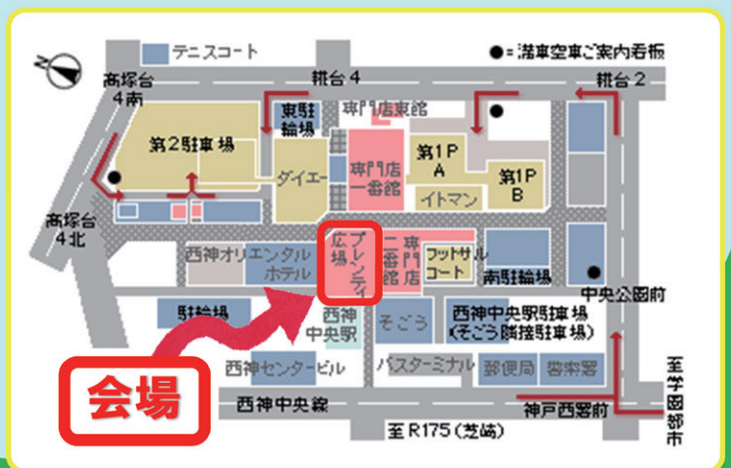 テニスコート
●=満車空車ご案内看板
高塚台
4南
糀台4
糀台2
東駐
輪場
専門店東館
第2駐車場
ダイエー
専門店
一番館
第1P
A
第1P
B
イトマン
高塚台
4北
西神オリエンタル
ホテル
プレンティ
広場
専門店
二番館
フットサル
コート
南駐輪場
中央公園前
駐輪場
西神
中央駅
そごう
西神中央駅駐車場
(そごう隣接駐車場)
西神センタービル
バスターミナル
郵便局
警察署
会場
西神中央線
神戸西署前
至学園都市
至R175(芝崎)